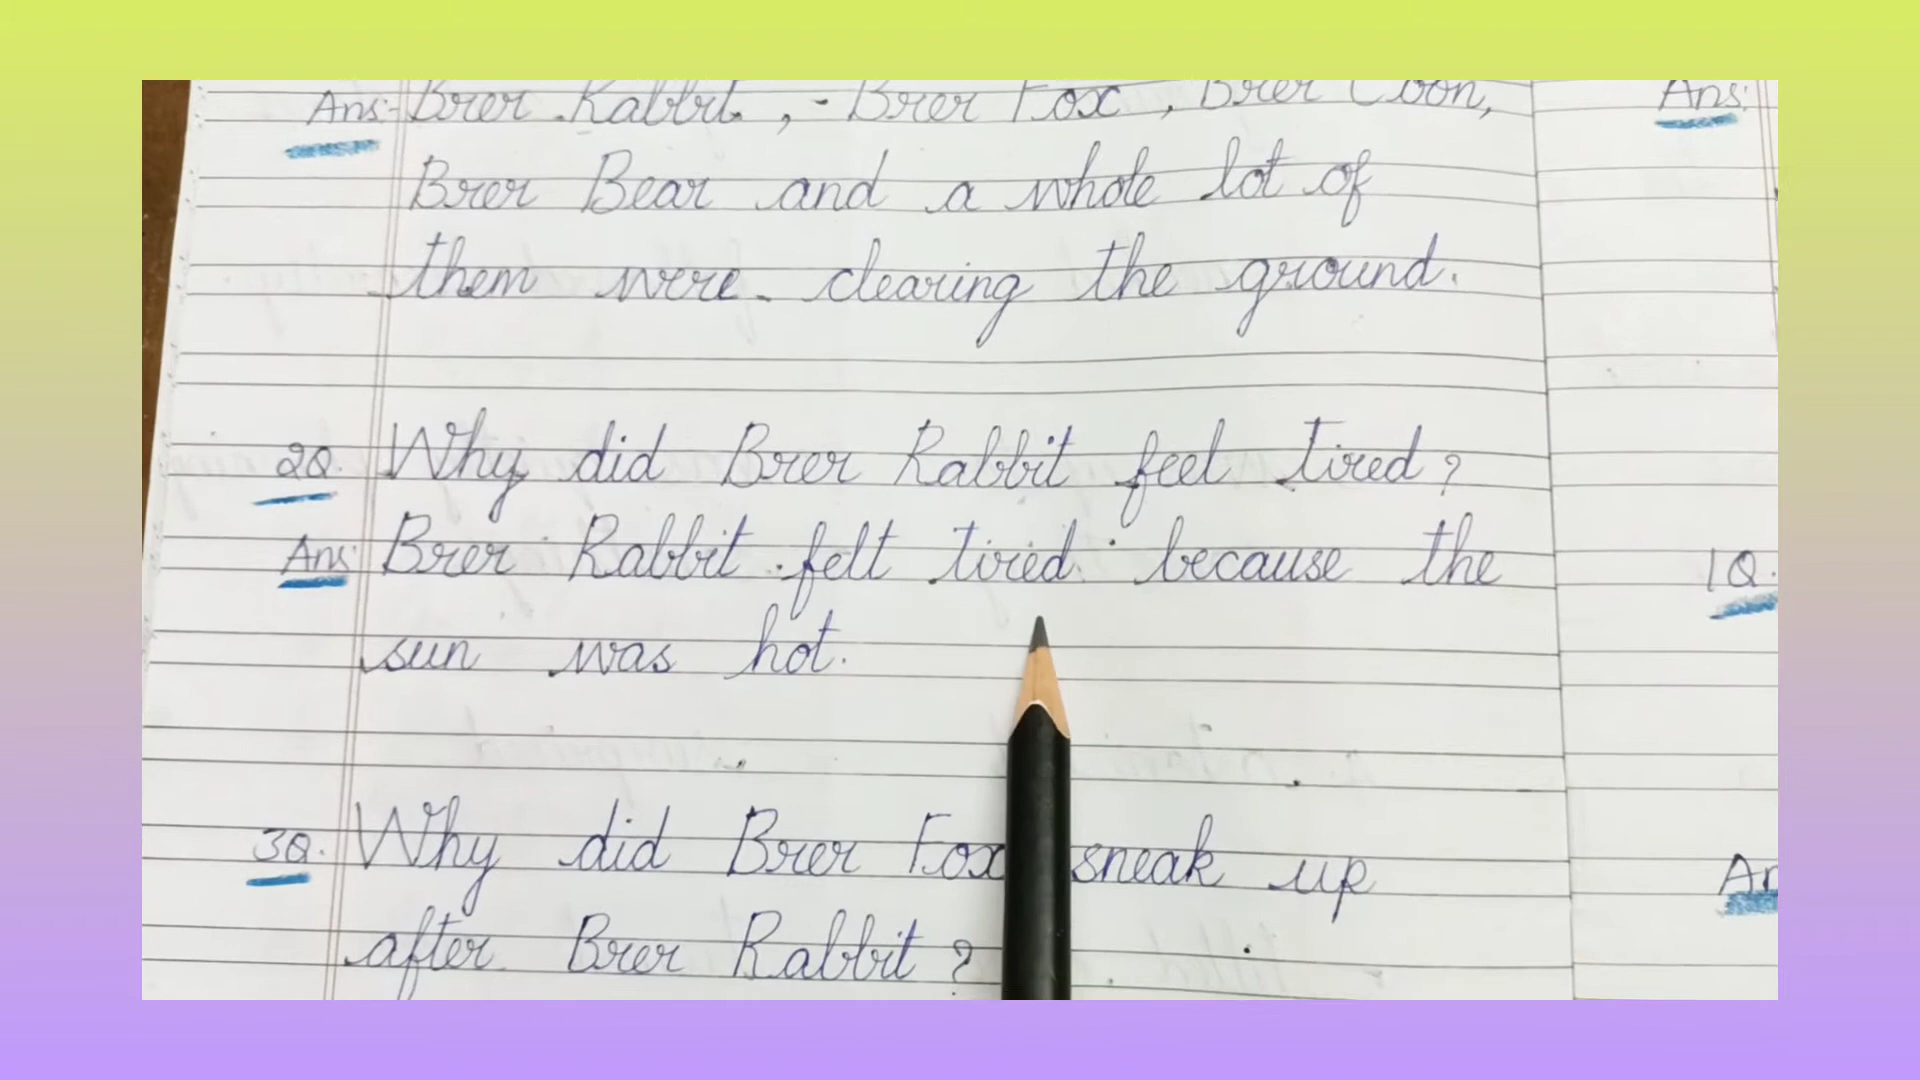 Ans:- Brer Rabbit, - Brer Fox, Brer Coon,
Brer Bear and a whole lot of
them were clearing the ground.
2Q. Why did Brer Rabbit feel tired?
Ans: Brer Rabbit felt tired because the
sun was hot.
3Q. Why did Brer Fox sneak up
after Brer Rabbit?
Ans:
1Q.